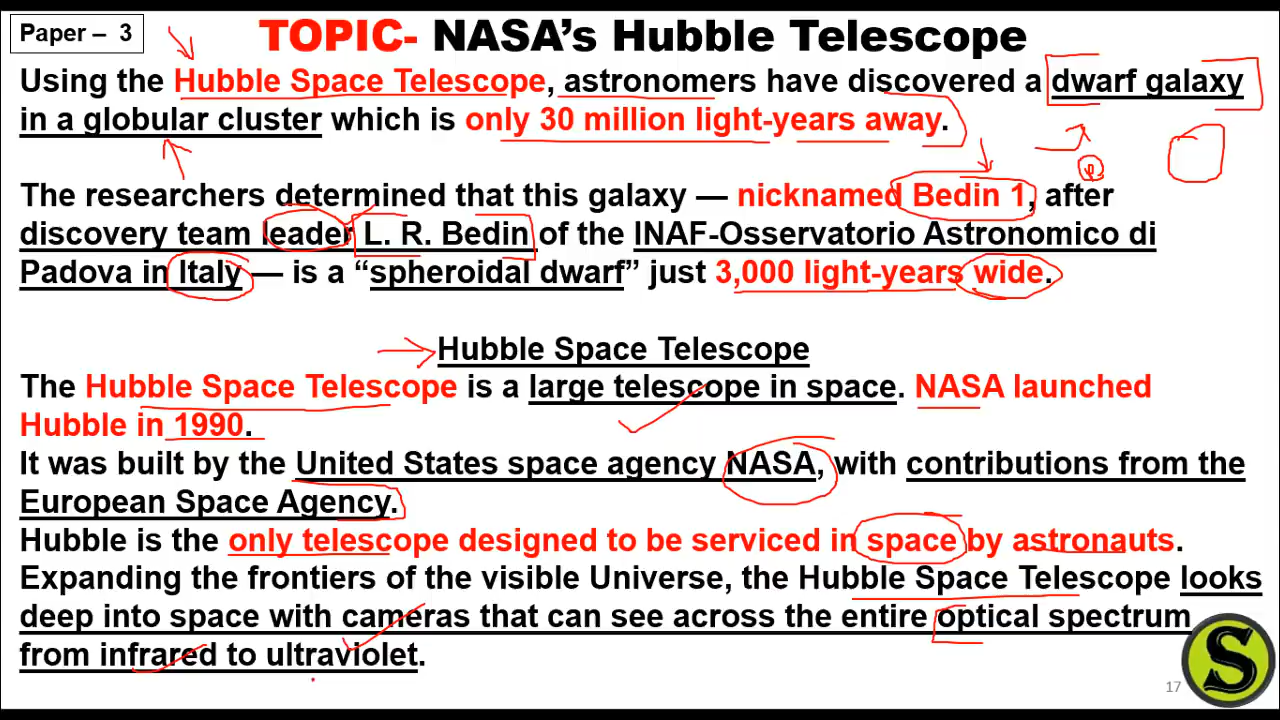 Paper – 3
TOPIC- NASA’s Hubble Telescope
Using the Hubble Space Telescope, astronomers have discovered a dwarf galaxy
in a globular cluster which is only 30 million light-years away.
The researchers determined that this galaxy — nicknamed Bedin 1, after
discovery team leader L. R. Bedin of the INAF-Osservatorio Astronomico di
Padova in Italy — is a “spheroidal dwarf” just 3,000 light-years wide.
Hubble Space Telescope
The Hubble Space Telescope is a large telescope in space. NASA launched
Hubble in 1990.
It was built by the United States space agency NASA, with contributions from the
European Space Agency.
Hubble is the only telescope designed to be serviced in space by astronauts.
Expanding the frontiers of the visible Universe, the Hubble Space Telescope looks
deep into space with cameras that can see across the entire optical spectrum
from infrared to ultraviolet.
17
S